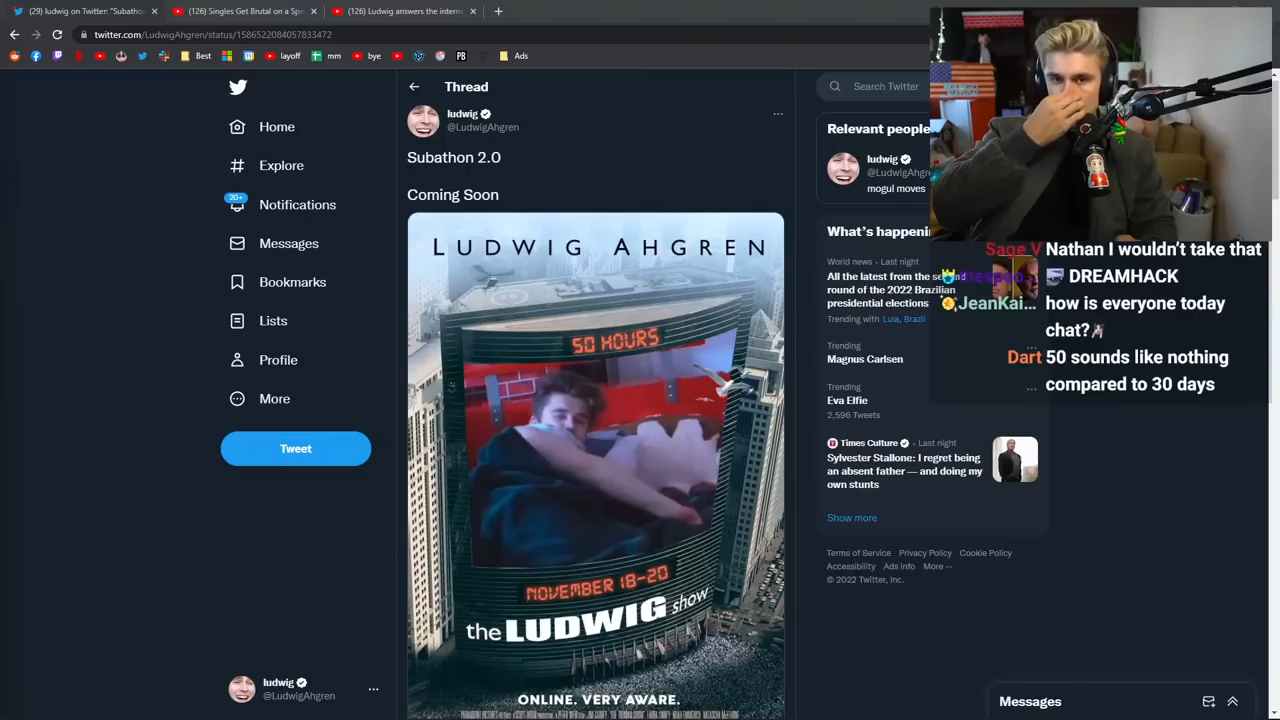 (29) ludwig on Twitter: "Subatho
(126) Singles Get Brutal on a Sp
(126) Ludwig answers the intern
twitter.com/LudwigAhgren/status/
Best
layoff
mm
bye
PB
Ads
Home
Explore
20+
Notifications
Messages
Bookmarks
Lists
Profile
More
Tweet
ludwig
@LudwigAhgren
Thread
ludwig
@LudwigAhgren
Subathon 2.0
Coming Soon
LUDWIG AHGREN
50 HOURS
NOVEMBER 18-20
the LUDWIG show
ONLINE. VERY AWARE.
Search Twitter
Relevant people
ludwig
@LudwigAhgren
mogul moves
What's happeni
World news · Last night
All the latest from the
round of the 2022 Brazilian
presidential elections
Trending with Lula, Brazil
Trending
Magnus Carlsen
Trending
Eva Elfie
2,596 Tweets
Times Culture · Last night
Sylvester Stallone: I regret being
an absent father — and doing my
own stunts
Show more
Terms of Service Privacy Policy Cookie Policy
Accessibility Ads info More ···
© 2022 Twitter, Inc.
Sage V Nathan I wouldn't take that
DREAMHACK
JeanKai... how is everyone today
chat?
Dart 50 sounds like nothing
compared to 30 days
Messages